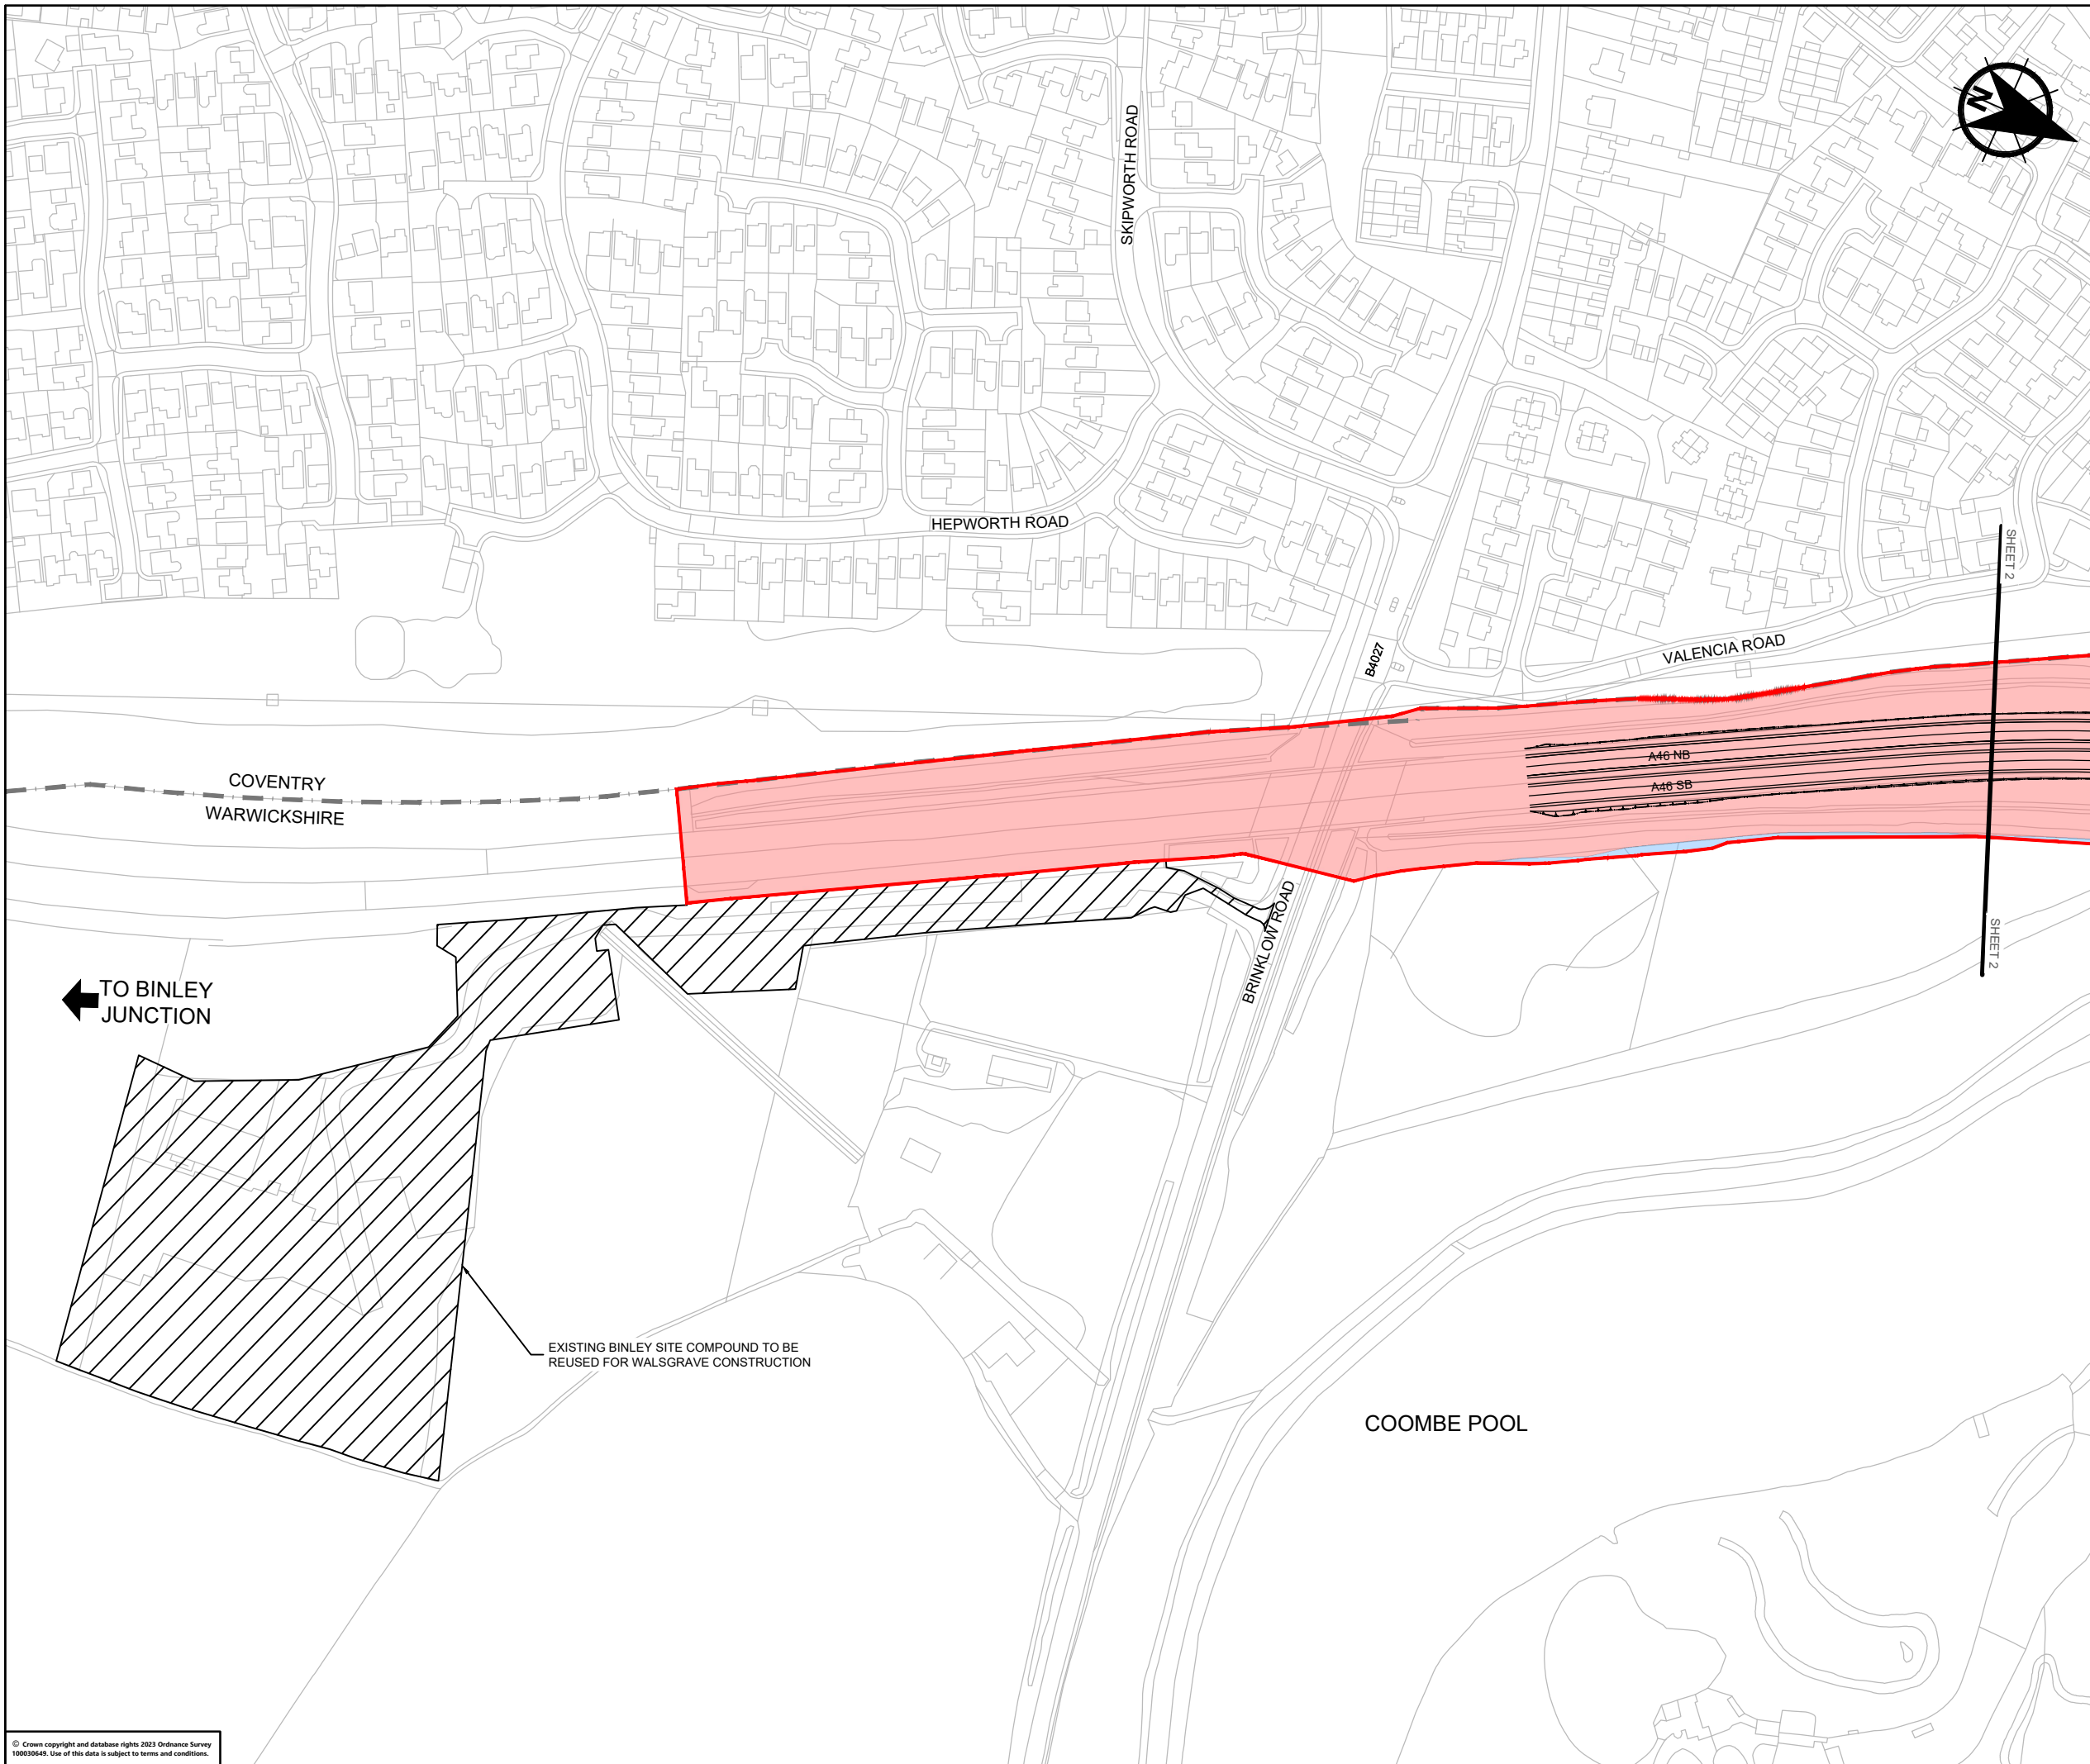 N
SKIPWORTH ROAD
HEPWORTH ROAD
SHEET 2
B4027
VALENCIA ROAD
A46 NB
COVENTRY
A46 SB
WARWICKSHIRE
BRINKLOW ROAD
SHEET 2
TO BINLEY
JUNCTION
EXISTING BINLEY SITE COMPOUND TO BE
REUSED FOR WALSGRAVE CONSTRUCTION
COOMBE POOL
© Crown copyright and database rights 2023 Ordnance Survey
100030649. Use of this data is subject to terms and conditions.